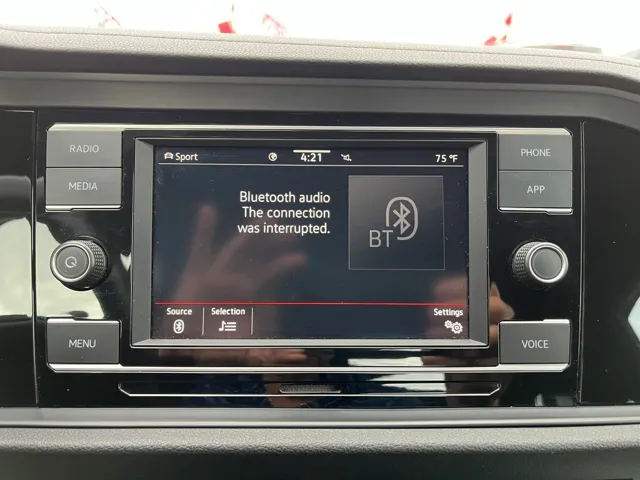 RADIO
MEDIA
MENU
PHONE
APP
VOICE
Sport
4:21
75 °F
Bluetooth audio
The connection
was interrupted.
BT
Source
Selection
Settings